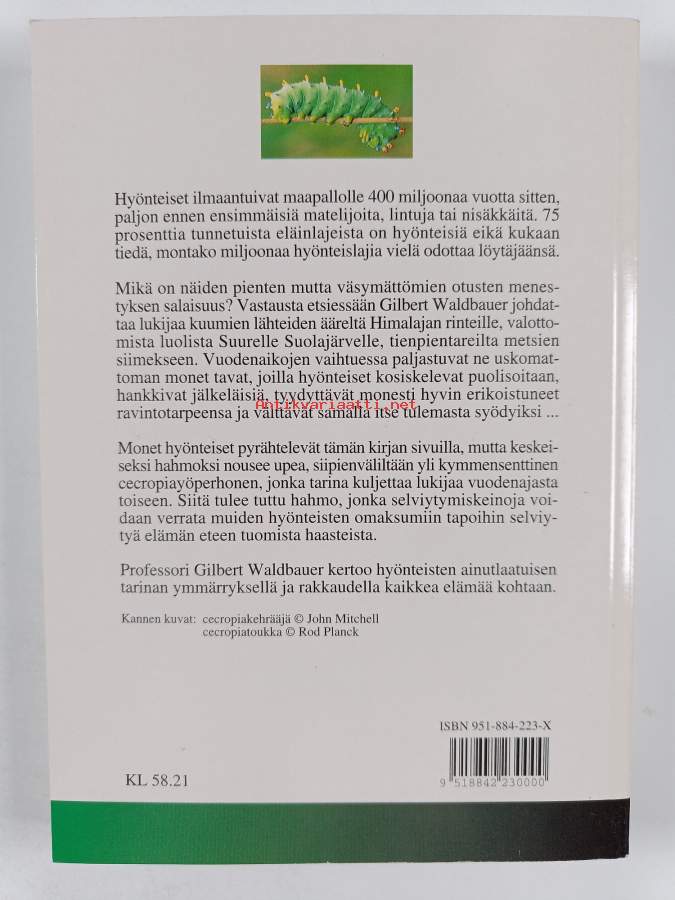 Hyönteiset ilmaantuivat maapallolle 400 miljoonaa vuotta sitten,
paljon ennen ensimmäisiä matelijoita, lintuja tai nisäkkäitä. 75
prosenttia tunnetuista eläinlajeista on hyönteisiä eikä kukaan
tiedä, montako miljoonaa hyönteislajia vielä odottaa löytäjäänsä.
Mikä on näiden pienten mutta väsymättömien otusten menes-
tyksen salaisuus? Vastausta etsiessään Gilbert Waldbauer johdat-
taa lukijaa kuumien lähteiden ääreltä Himalajan rinteille, valotto-
mista luolista Suurelle Suolajärvelle, tienpientareilta metsien
siimekseen. Vuodenaikojen vaihtuessa paljastuvat ne uskomat-
toman monet tavat, joilla hyönteiset kosiskelevat puolisoitaan,
hankkivat jälkeläisiä, tyydyttävät monesti hyvin erikoistuneet
Antikvariaatti.net
ravintotarpeensa ja välttävät samalla itse tulemasta syödyiksi ...
Monet hyönteiset pyrähtelevät tämän kirjan sivuilla, mutta keskei-
seksi hahmoksi nousee upea, siipienväliltään yli kymmensenttinen
cecropiayöperhonen, jonka tarina kuljettaa lukijaa vuodenajasta
toiseen. Siitä tulee tuttu hahmo, jonka selviytymiskeinoja voi-
daan verrata muiden hyönteisten omaksumiin tapoihin selviy-
tyä elämän eteen tuomista haasteista.
Professori Gilbert Waldbauer kertoo hyönteisten ainutlaatuisen
tarinan ymmärryksellä ja rakkaudella kaikkea elämää kohtaan.
Kannen kuvat: cecropiakehrääjä © John Mitchell
cecropiatoukka © Rod Planck
ISBN 951-884-223-X
KL 58.21
9 518842 230000